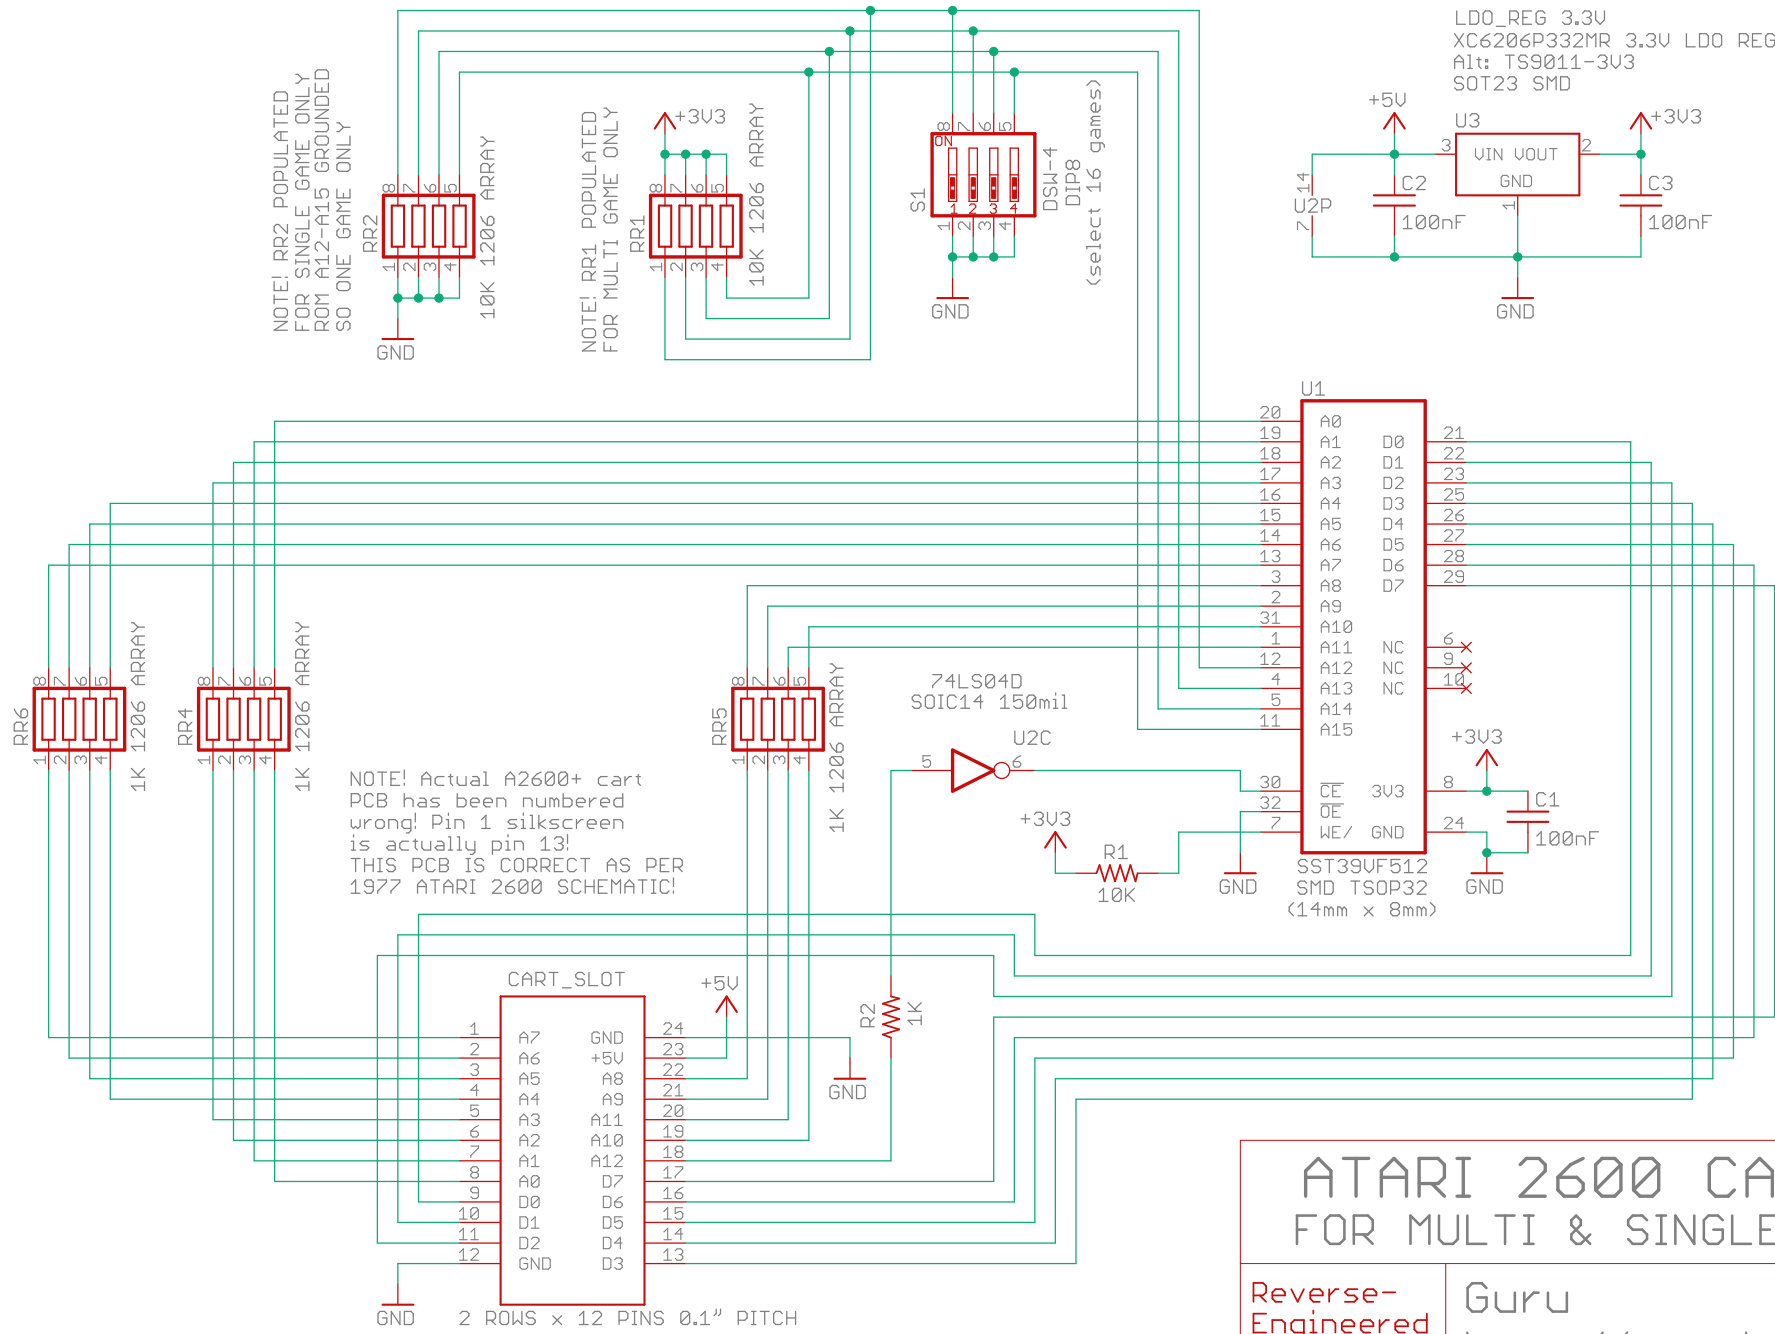 LDO_REG 3.3V
XC6206P332MR 3.3V LDO REG
Alt: TS9011-3V3
SOT23 SMD
NOTE! RR2 POPULATED
FOR SINGLE GAME ONLY
ROM A12-A15 GROUNDED
SO ONE GAME ONLY
RR2
8 7 6 5
1 2 3 4
10K 1206 ARRAY
GND
NOTE! RR1 POPULATED
FOR MULTI GAME ONLY
+3V3
RR1
8 7 6 5
1 2 3 4
10K 1206 ARRAY
S1
8 7 6 5
ON
1 2 3 4
1 2 3 4
DSW-4
DIP8
(select 16 games)
GND
+5V
U3
+3V3
3 VIN VOUT 2
GND
1
14
U2P
7
C2
100nF
C3
100nF
GND
U1
20 A0
19 A1 D0 21
18 A2 D1 22
17 A3 D2 23
16 A4 D3 25
15 A5 D4 26
14 A6 D5 27
13 A7 D6 28
3 A8 D7 29
2 A9
31 A10
1 A11 NC 6
12 A12 NC 9
4 A13 NC 10
5 A14
11 A15
30 CE 3V3 8
32 OE
7 WE/ GND 24
SST39VF512
SMD TSOP32
(14mm x 8mm)
+3V3
C1
100nF
GND
GND
RR6
8 7 6 5
1 2 3 4
1K 1206 ARRAY
RR4
8 7 6 5
1 2 3 4
1K 1206 ARRAY
RR5
8 7 6 5
1 2 3 4
1K 1206 ARRAY
74LS04D
SOIC14 150mil
U2C
5 6
+3V3
R1
10K
NOTE! Actual A2600+ cart
PCB has been numbered
wrong! Pin 1 silkscreen
is actually pin 13!
THIS PCB IS CORRECT AS PER
1977 ATARI 2600 SCHEMATIC!
R2
1K
CART_SLOT
+5V
1 A7 GND 24
2 A6 +5V 23
3 A5 A8 22
4 A4 A9 21
5 A3 A11 20
6 A2 A10 19
7 A1 A12 18
8 A0 D7 17
9 D0 D6 16
10 D1 D5 15
11 D2 D4 14
12 GND D3 13
GND
GND
2 ROWS x 12 PINS 0.1" PITCH
ATARI 2600 CA
FOR MULTI & SINGLE
Reverse-
Engineered
Guru